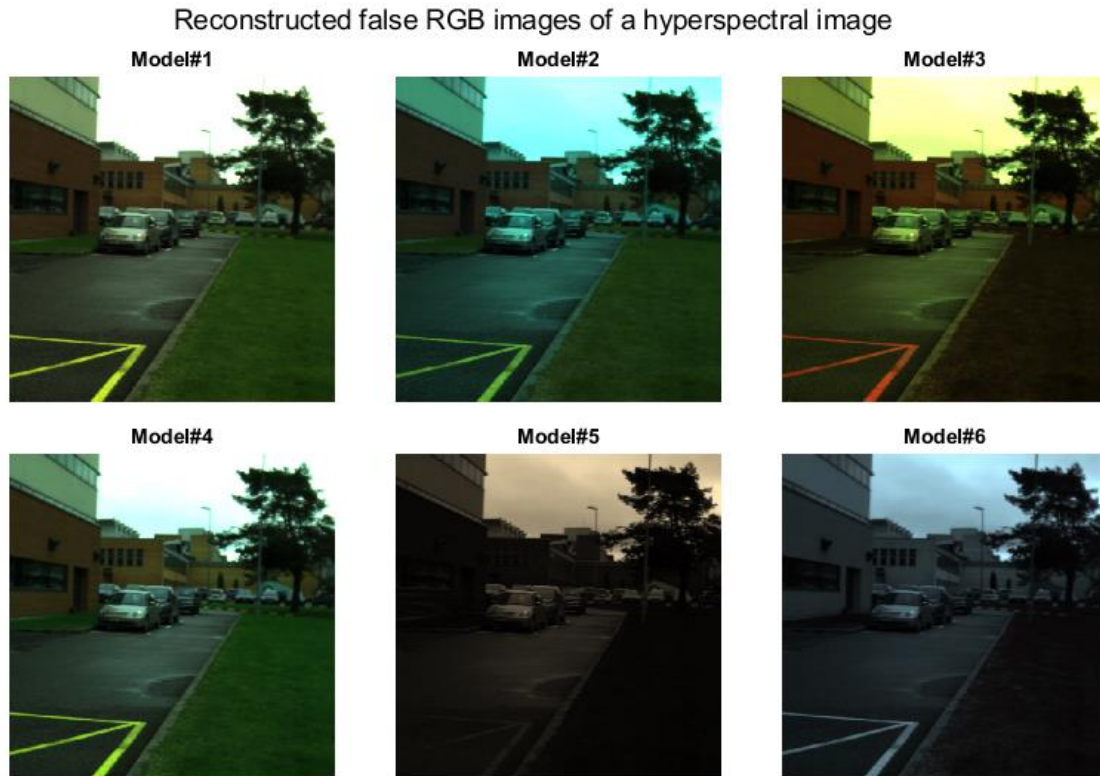 Reconstructed false RGB images of a hyperspectral image
Model#1
Model#2
Model#3
Model#4
Model#5
Model#6